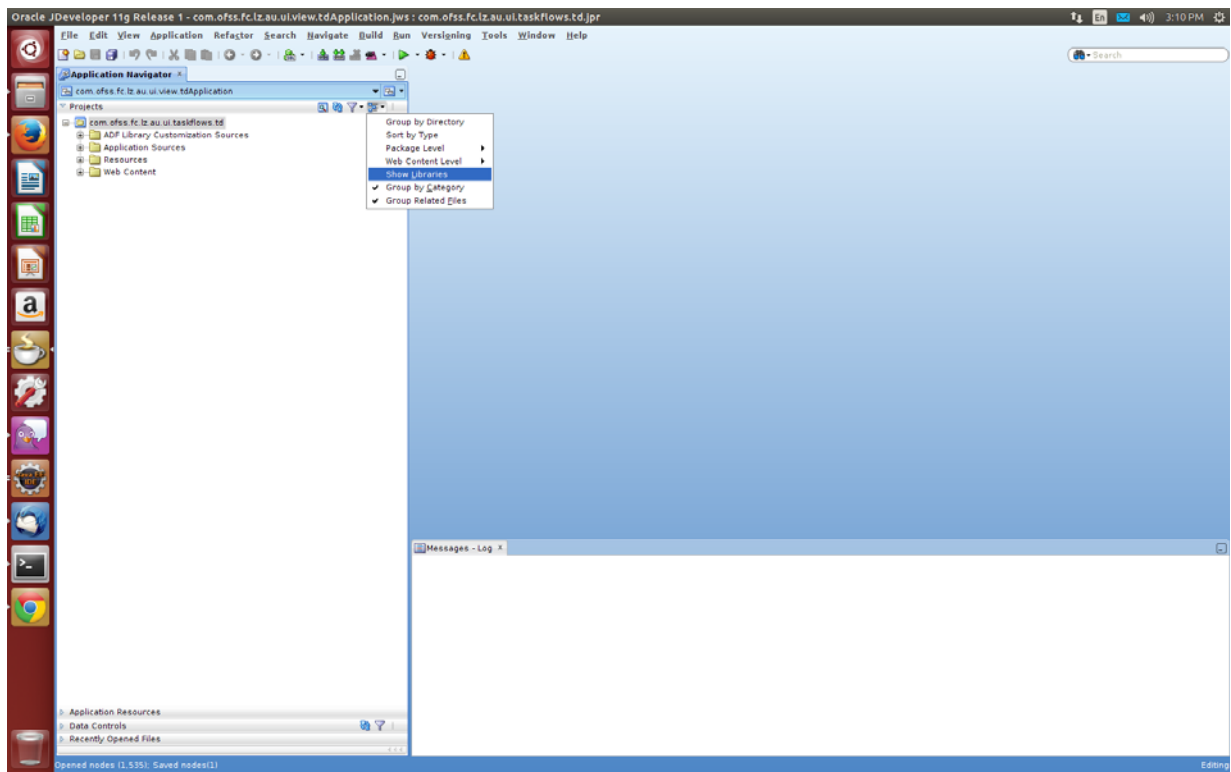 Oracle JDeveloper 11g Release 1 - com.ofss.fc.lz.au.ui.view.tdApplication.jws : com.ofss.fc.lz.au.ui.taskflows.td.jpr
En 3:10 PM
File Edit View Application Refactor Search Navigate Build Run Versioning Tools Window Help
Search
Application Navigator
com.ofss.fc.lz.au.ui.view.tdApplication
Projects
com.ofss.fc.lz.au.ui.taskflows.td
ADF Library Customization Sources
Application Sources
Resources
Web Content
Group by Directory
Sort by Type
Package Level
Web Content Level
Show Libraries
Group by Category
Group Related Files
a
Messages - Log
Application Resources
Data Controls
Recently Opened Files
Opened nodes (1,535); Saved nodes(1)
Editing